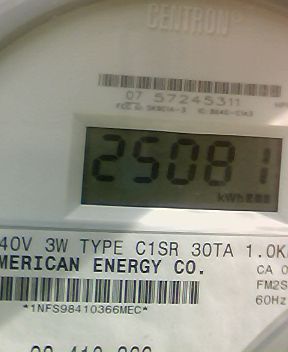 CENTRON®
07 57245311
25081
kWh
40V 3W TYPE C1SR 30TA 1.0K
MERICAN ENERGY CO.
CA 0
FM2S
60Hz
*1NFS98410366MEC*